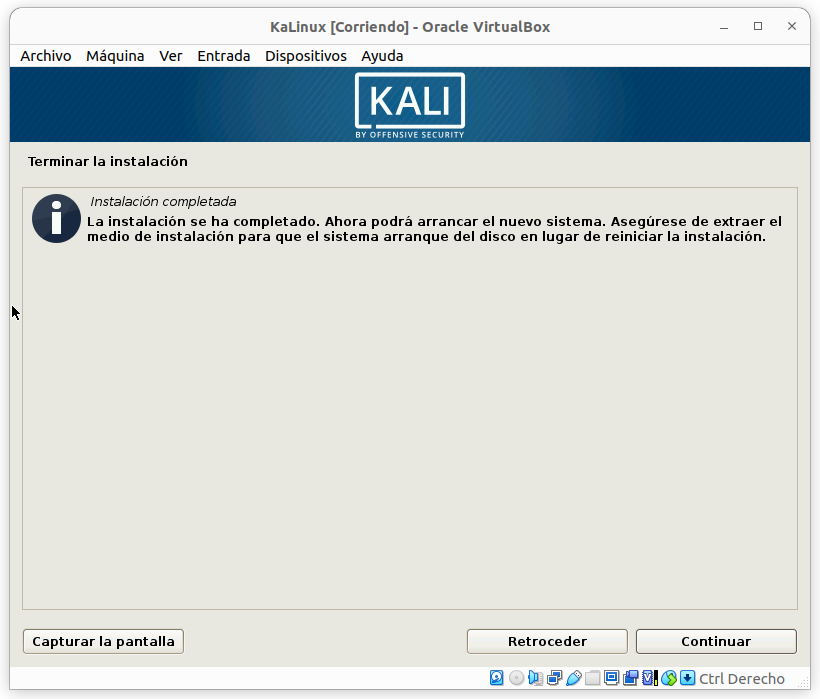 KaLinux [Corriendo] - Oracle VirtualBox
Archivo Máquina Ver Entrada Dispositivos Ayuda
KALI
BY OFFENSIVE SECURITY
Terminar la instalación
Instalación completada
La instalación se ha completado. Ahora podrá arrancar el nuevo sistema. Asegúrese de extraer el
medio de instalación para que el sistema arranque del disco en lugar de reiniciar la instalación.
Capturar la pantalla Retroceder Continuar
Ctrl Derecho